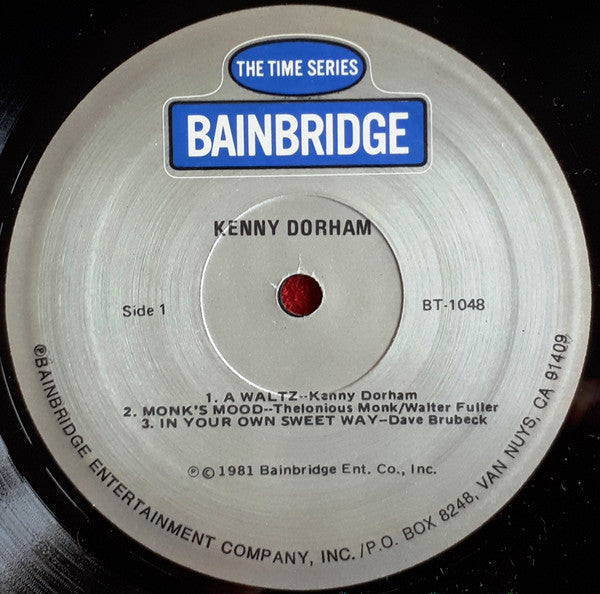 THE TIME SERIES
BAINBRIDGE
KENNY DORHAM
Side 1
BT-1048
1. A WALTZ--Kenny Dorham
2. MONK'S MOOD--Thelonious Monk/Walter Fuller
3. IN YOUR OWN SWEET WAY--Dave Brubeck
℗©1981 Bainbridge Ent. Co., Inc.
℗BAINBRIDGE ENTERTAINMENT COMPANY, INC./P.O. BOX 8248, VAN NUYS, CA 91409